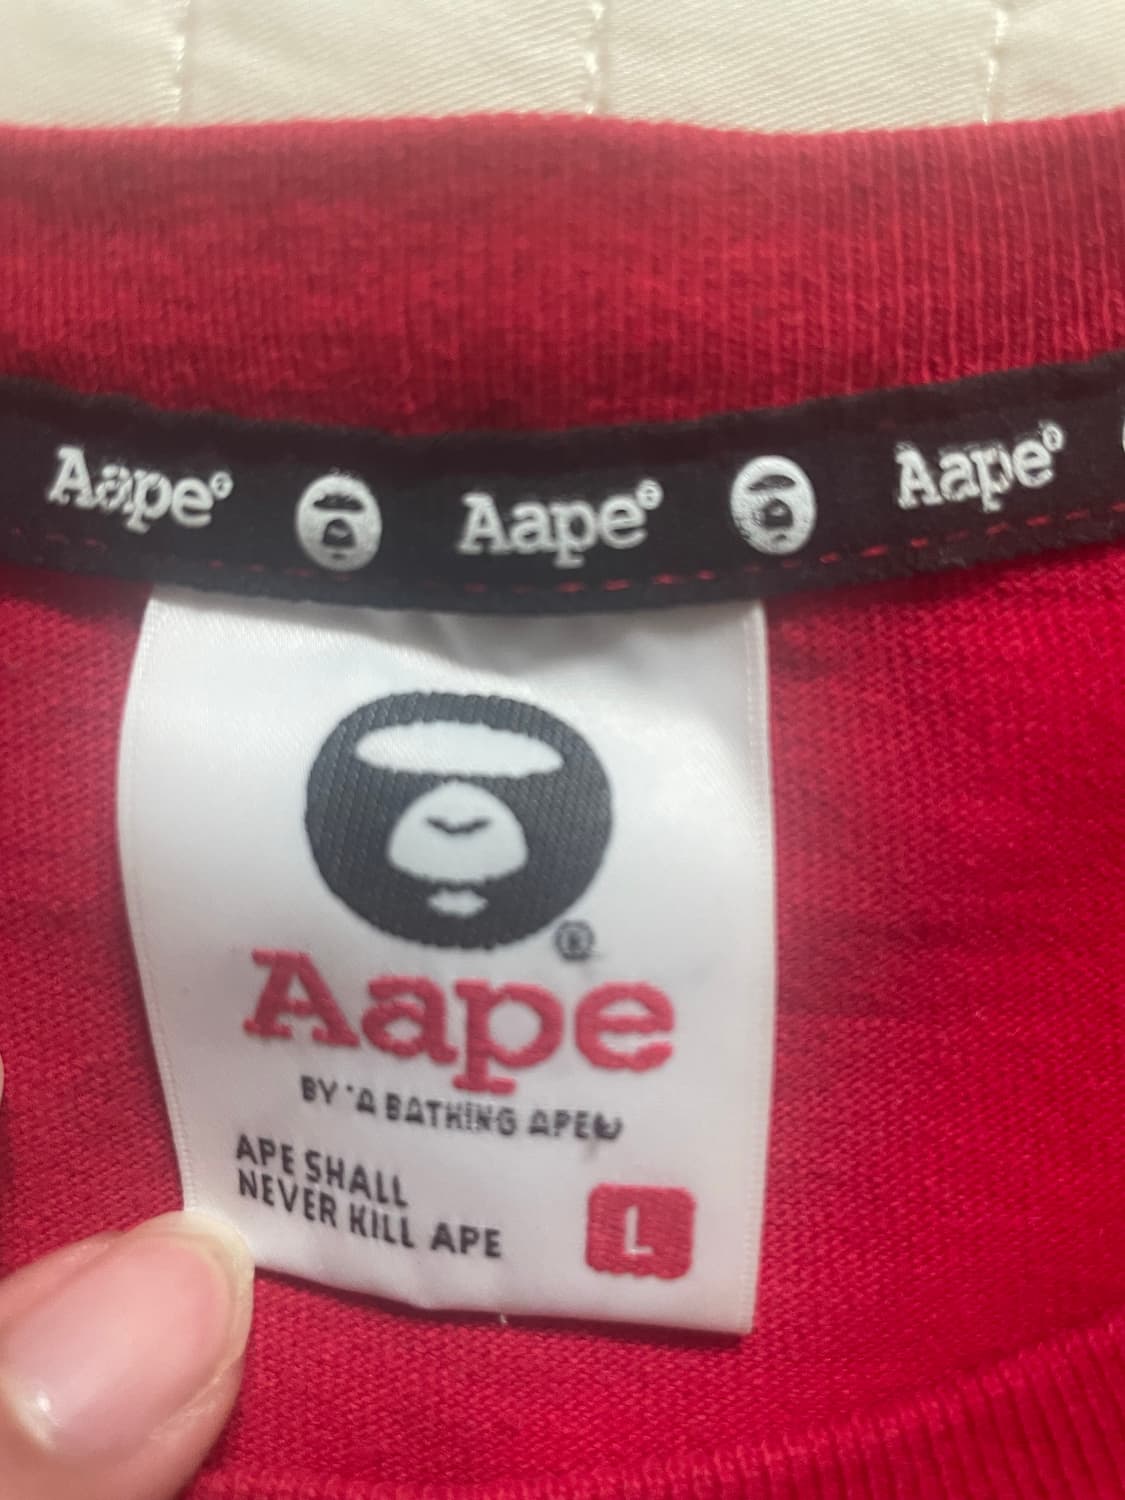 Aape® Aape® Aape®
®
Aape
BY *A BATHING APE®
APE SHALL
NEVER KILL APE
L